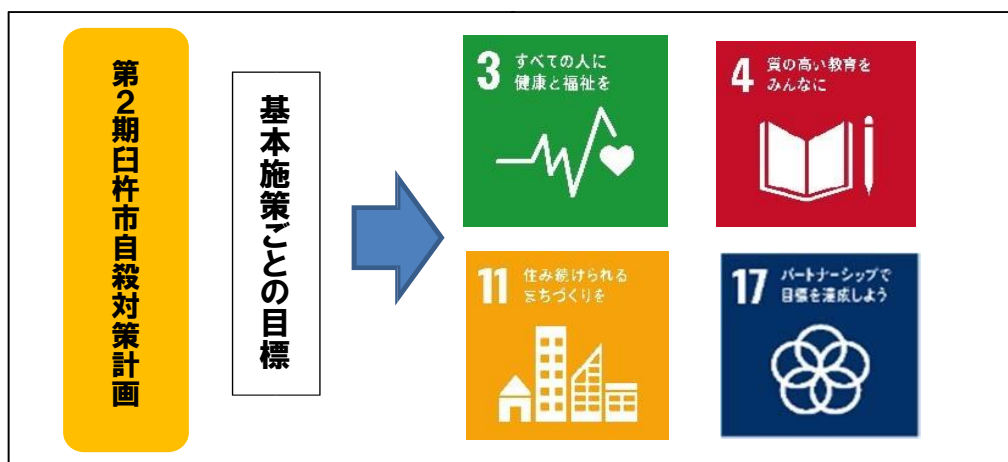 第２期臼杵市自殺対策計画
基本施策ごとの目標
3 すべての人に
健康と福祉を
4 質の高い教育を
みんなに
11 住み続けられる
まちづくりを
17 パートナーシップで
目標を達成しよう